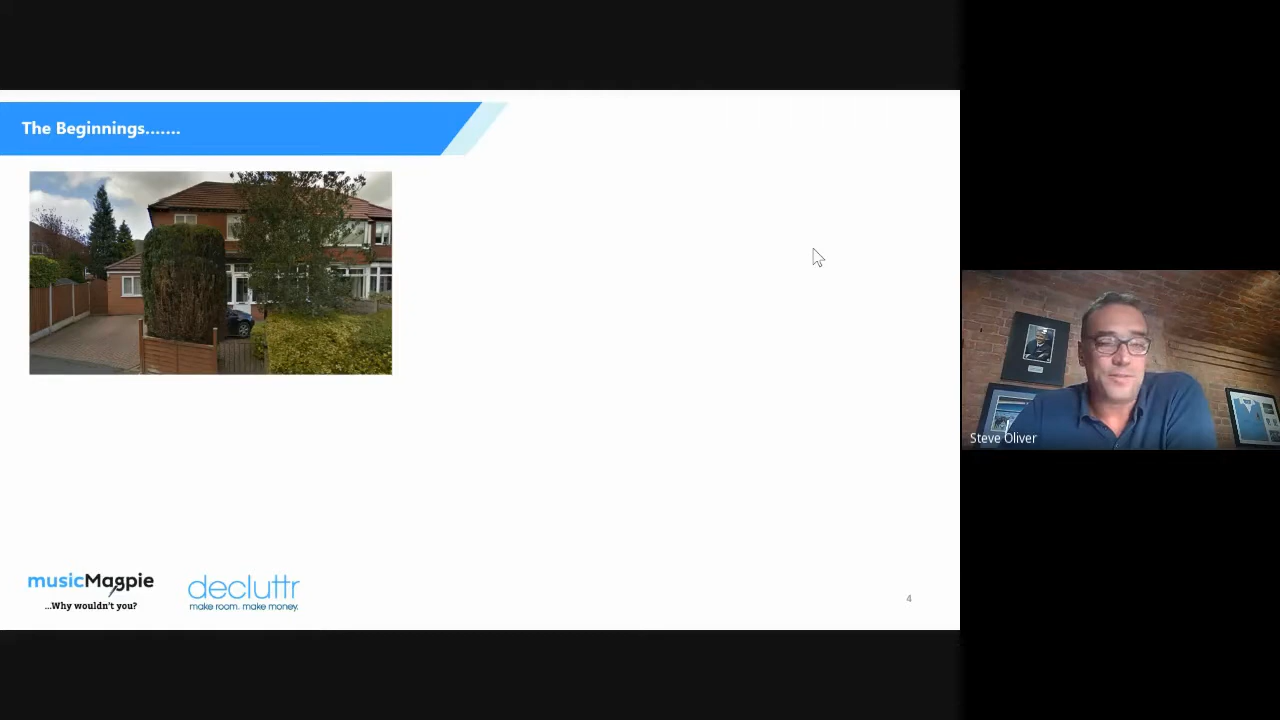 The Beginnings.......
musicMagpie
...Why wouldn't you?
decluttr
make room. make money.
4
Steve Oliver